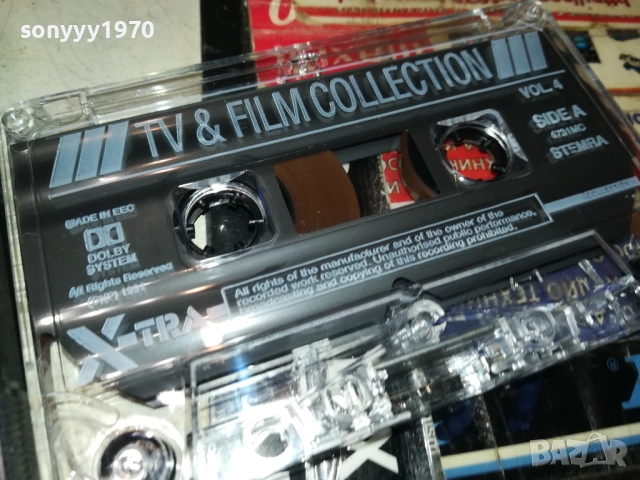 sonyyy1970
TV & FILM COLLECTION
VOL.4
SIDE A
4731MC
STEMRA
MADE IN EEC
DOLBY
SYSTEM
All Rights Reserved
X-TRA
All rights of the manufacturer and of the owner of the
recorded work reserved. Unauthorised public performance,
broadcasting and copying of this recording prohibited.
BAZAR
bg